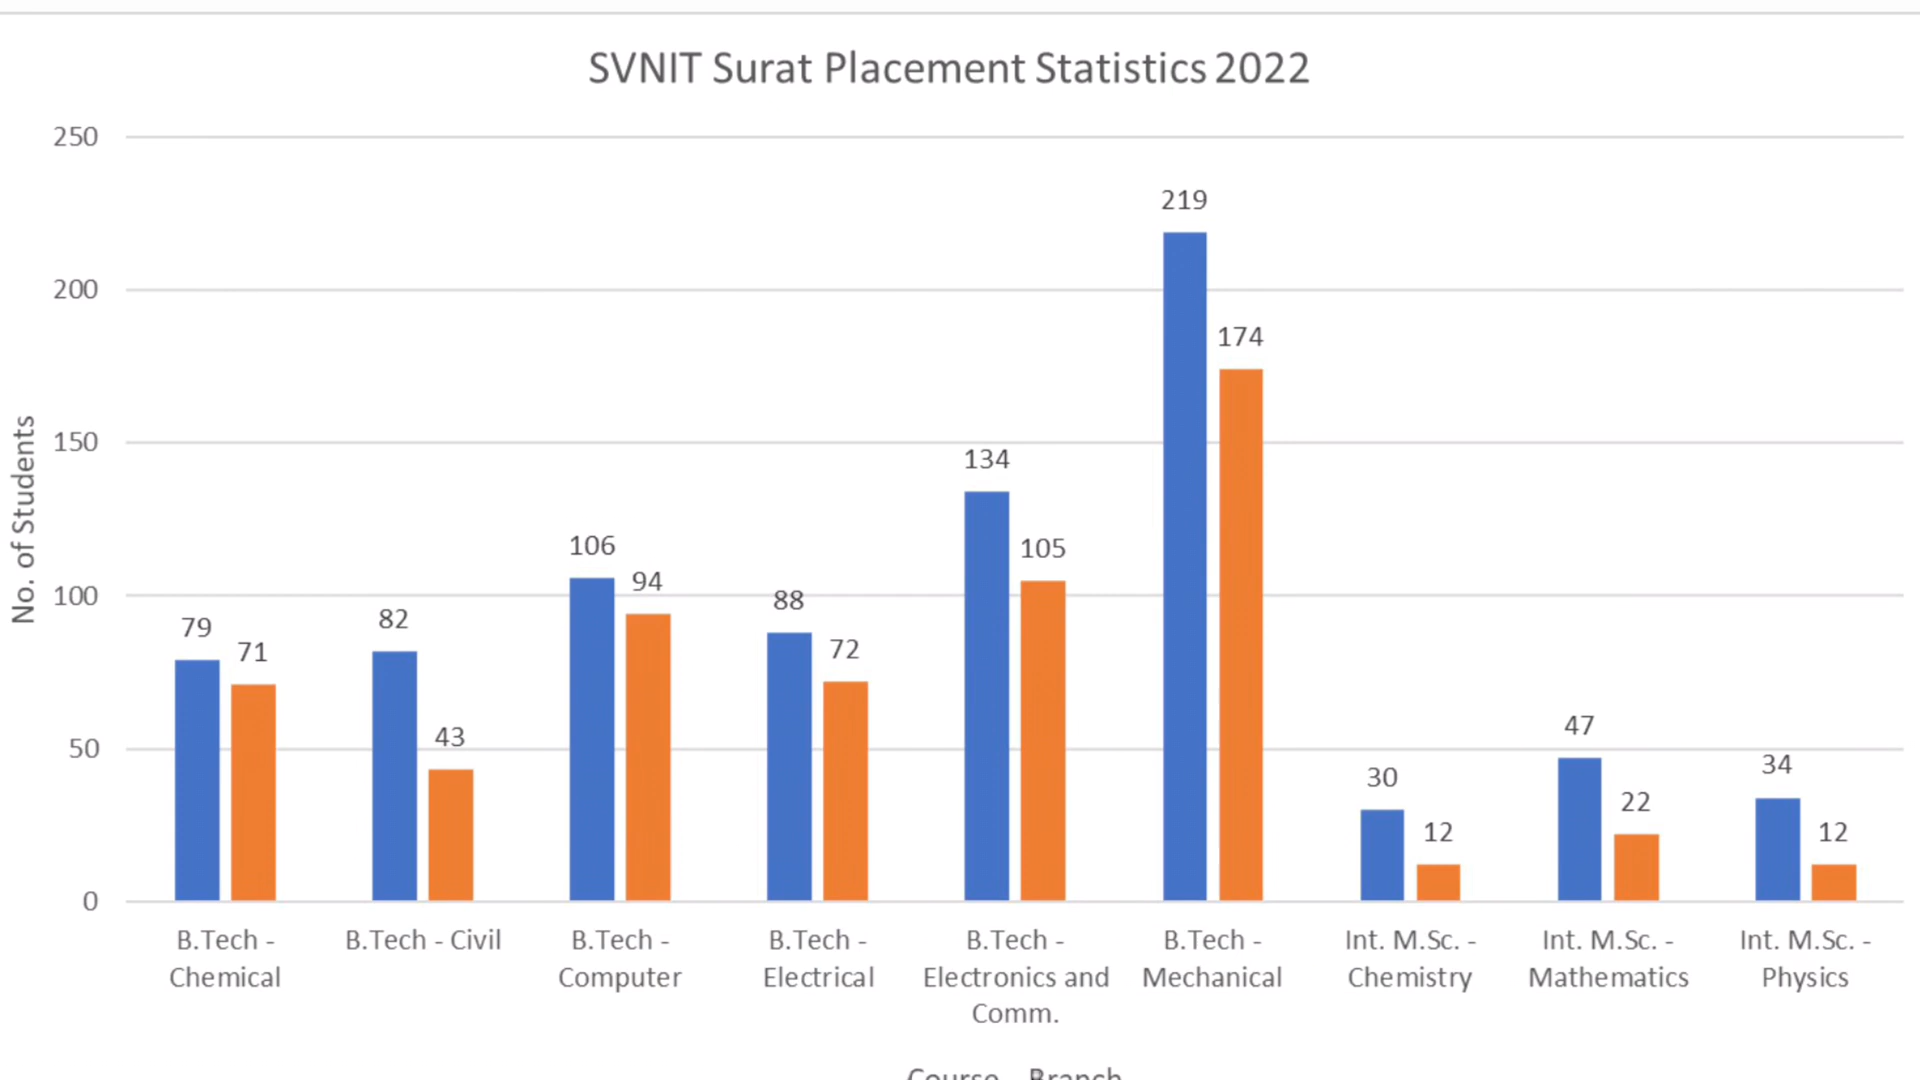 SVNIT Surat Placement Statistics 2022
250
200
150
100
50
0
No. of Students
79
71
82
43
106
94
88
72
134
105
219
174
30
12
47
22
34
12
B.Tech -
Chemical
B.Tech - Civil
B.Tech -
Computer
B.Tech -
Electrical
B.Tech -
Electronics and
Comm.
B.Tech -
Mechanical
Int. M.Sc. -
Chemistry
Int. M.Sc. -
Mathematics
Int. M.Sc. -
Physics
Course - Branch